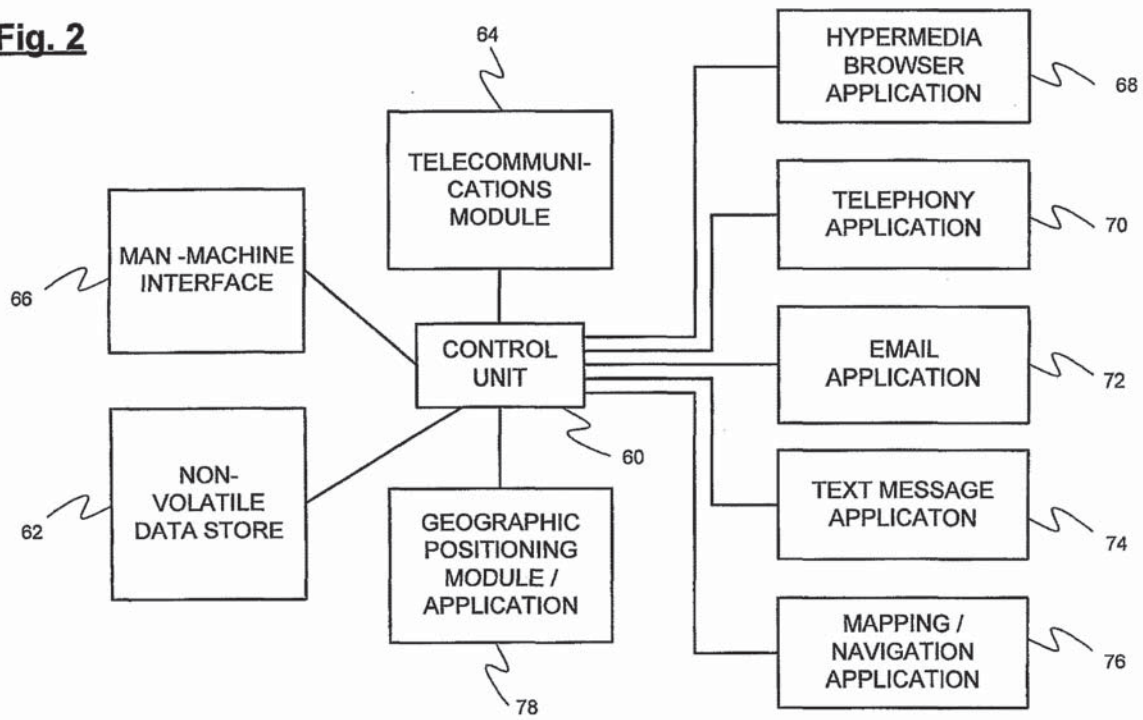 Fig. 2
64
TELECOMMUNI-
CATIONS
MODULE
MAN -MACHINE
INTERFACE
66
CONTROL
UNIT
60
NON-
VOLATILE
DATA STORE
62
GEOGRAPHIC
POSITIONING
MODULE /
APPLICATION
78
HYPERMEDIA
BROWSER
APPLICATION
68
TELEPHONY
APPLICATION
70
EMAIL
APPLICATION
72
TEXT MESSAGE
APPLICATON
74
MAPPING /
NAVIGATION
APPLICATION
76